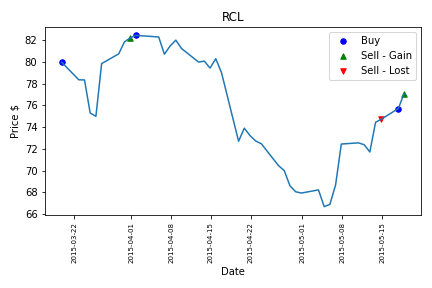 RCL
Buy
Sell - Gain
Sell - Lost
Price $
82
80
78
76
74
72
70
68
66
2015-03-22
2015-04-01
2015-04-08
2015-04-15
2015-04-22
2015-05-01
2015-05-08
2015-05-15
Date